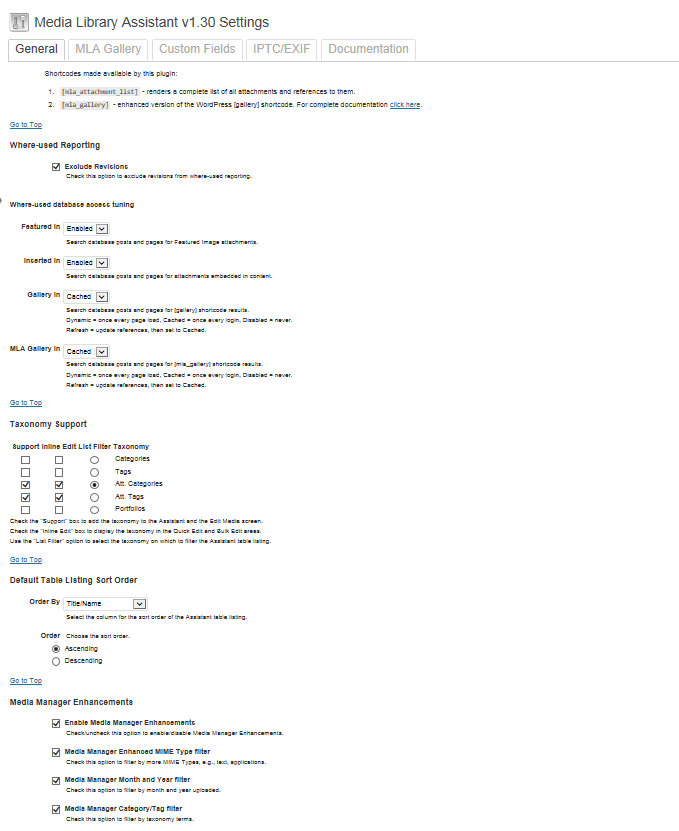 Media Library Assistant v1.30 Settings
General MLA Gallery Custom Fields IPTC/EXIF Documentation
Shortcodes made available by this plugin:
1. [mla_attachment_list] - renders a complete list of all attachments and references to them.
2. [mla_gallery] - enhanced version of the WordPress [gallery] shortcode. For complete documentation click here.
Go to Top
Where-used Reporting
Exclude Revisions
Check this option to exclude revisions from where-used reporting.
Where-used database access tuning
Featured in Enabled
Search database posts and pages for Featured Image attachments.
Inserted in Enabled
Search database posts and pages for attachments embedded in content.
Gallery in Cached
Search database posts and pages for [gallery] shortcode results.
Dynamic = once every page load, Cached = once every login, Disabled = never.
Refresh = update references, then set to Cached.
MLA Gallery in Cached
Search database posts and pages for [mla_gallery] shortcode results.
Dynamic = once every page load, Cached = once every login, Disabled = never.
Refresh = update references, then set to Cached.
Go to Top
Taxonomy Support
Support Inline Edit List Filter Taxonomy
Categories
Tags
Att. Categories
Att. Tags
Portfolios
Check the "Support" box to add the taxonomy to the Assistant and the Edit Media screen.
Check the "Inline Edit" box to display the taxonomy in the Quick Edit and Bulk Edit areas.
Use the "List Filter" option to select the taxonomy on which to filter the Assistant table listing.
Go to Top
Default Table Listing Sort Order
Order By Title/Name
Select the column for the sort order of the Assistant table listing.
Order Choose the sort order.
Ascending
Descending
Go to Top
Media Manager Enhancements
Enable Media Manager Enhancements
Check/uncheck this option to enable/disable Media Manager Enhancements.
Media Manager Enhanced MIME Type filter
Check this option to filter by more MIME Types, e.g., text, applications.
Media Manager Month and Year filter
Check this option to filter by month and year uploaded.
Media Manager Category/Tag filter
Check this option to filter by taxonomy terms.